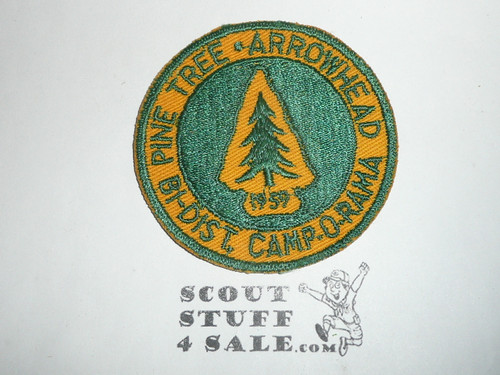 PINE TREE • ARROWHEAD
BI-DIST. CAMP-O-RAMA
1959
SCOUT
STUFF
4 SALE.COM